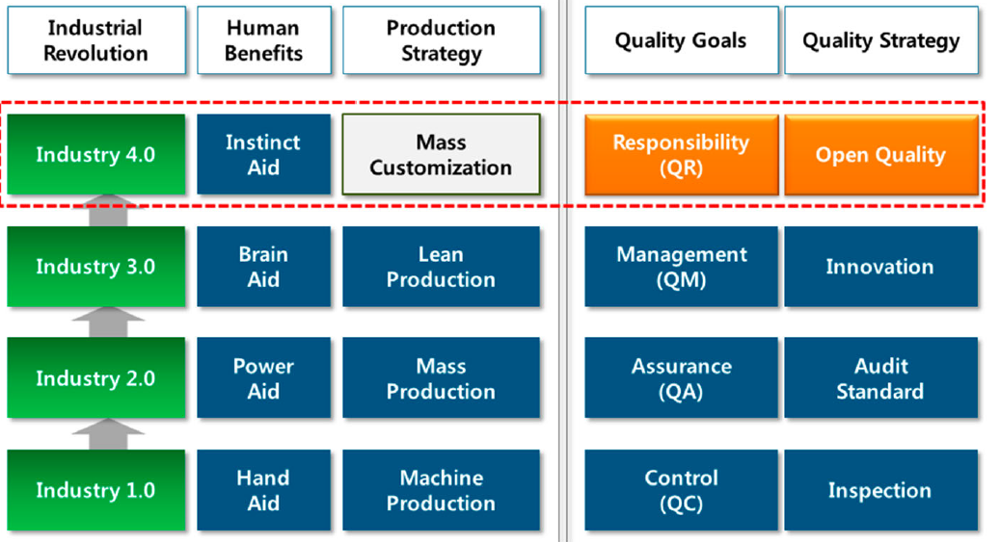 Industrial
Revolution
Human
Benefits
Production
Strategy
Quality Goals
Quality Strategy
Industry 4.0
Instinct
Aid
Mass
Customization
Responsibility
(QR)
Open Quality
Industry 3.0
Brain
Aid
Lean
Production
Management
(QM)
Innovation
Industry 2.0
Power
Aid
Mass
Production
Assurance
(QA)
Audit
Standard
Industry 1.0
Hand
Aid
Machine
Production
Control
(QC)
Inspection